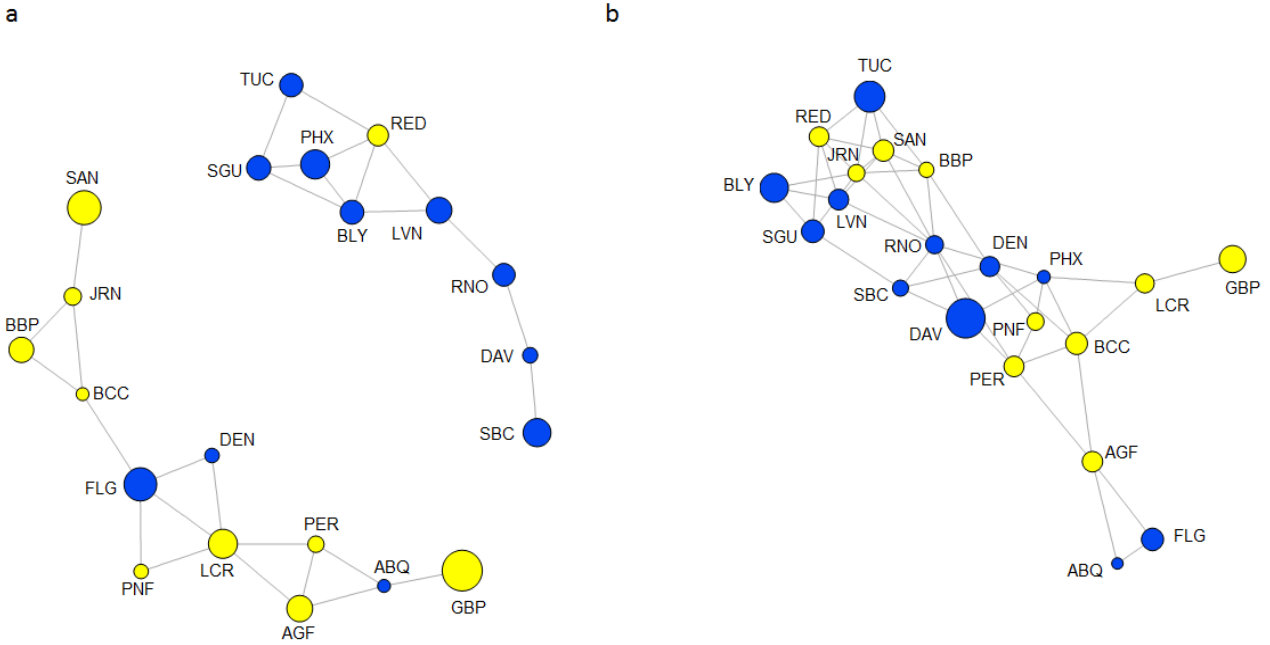 a
TUC
RED
PHX
SGU
SAN
BLY
LVN
RNO
JRN
BBP
DAV
BCC
SBC
DEN
FLG
PER
LCR
ABQ
PNF
GBP
AGF
b
TUC
RED
SAN
JRN
BBP
BLY
LVN
SGU
RNO
DEN
PHX
GBP
SBC
LCR
DAV
PNF
BCC
PER
AGF
FLG
ABQ